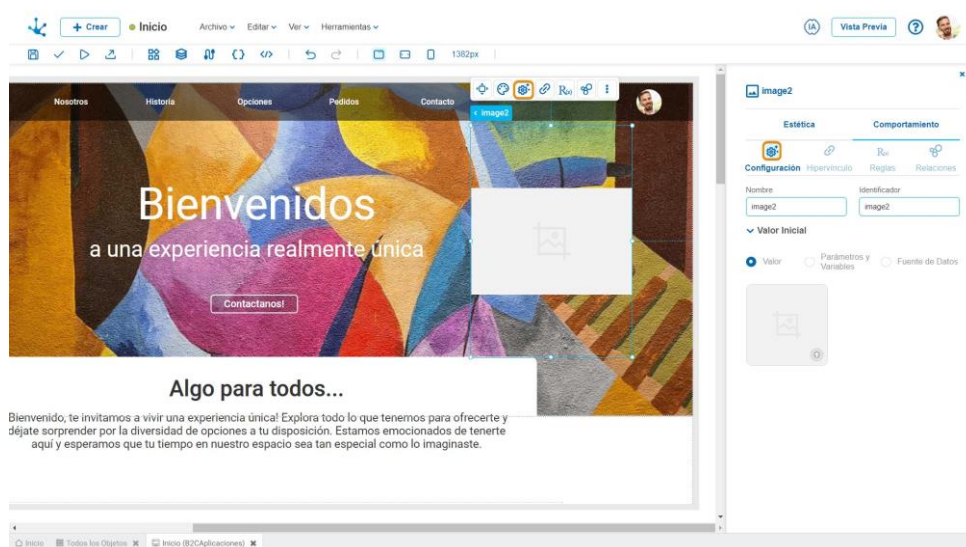 + Crear
Inicio
Archivo
Editar
Ver
Herramientas
IA
Vista Previa
?
1382px
image2
Nosotros
Historia
Opciones
Pedidos
Contacto
< image2
Estética
Comportamiento
Configuración
Hipervínculo
Reglas
Relaciones
Nombre
Identificador
image2
image2
Valor Inicial
Valor
Parámetros y
Variables
Fuente de Datos
Bienvenidos
a una experiencia realmente única
Contactanos!
Algo para todos...
Bienvenido, te invitamos a vivir una experiencia única! Explora todo lo que tenemos para ofrecerte y
déjate sorprender por la diversidad de opciones a tu disposición. Estamos emocionados de tenerte
aquí y esperamos que tu tiempo en nuestro espacio sea tan especial como lo imaginaste.
Inicio
Todos los Objetos
Inicio (B2CAplicaciones)